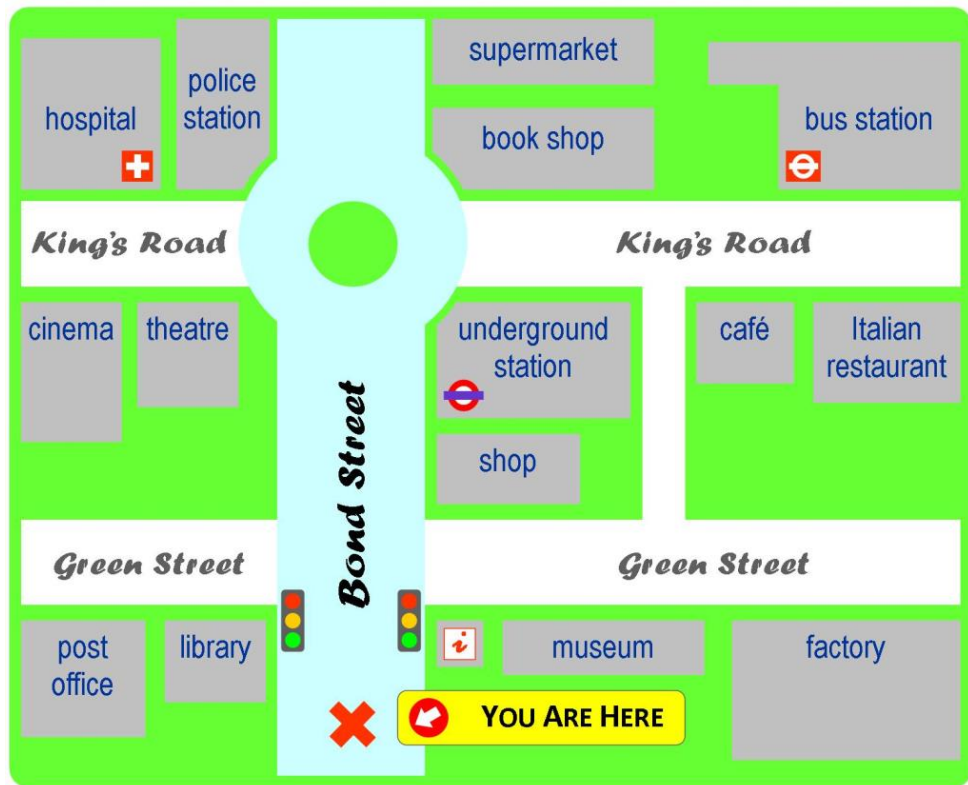 supermarket
police
station
hospital
book shop
bus station
King's Road
King's Road
cinema
theatre
underground
station
café
Italian
restaurant
Bond Street
shop
Green Street
Green Street
post
office
library
i
museum
factory
YOU ARE HERE